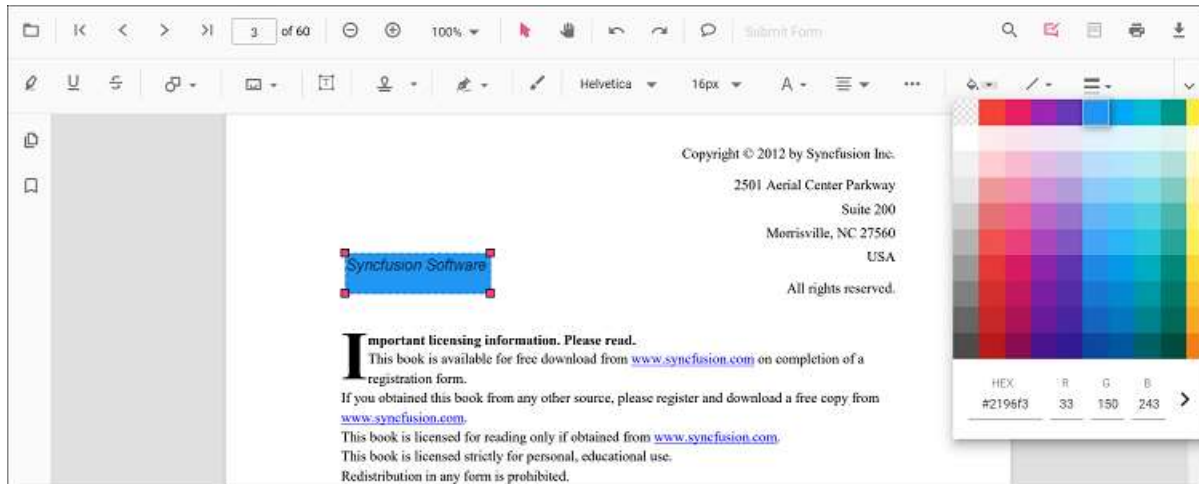 3 of 60 100% Submit Form
Helvetica 16px A
Copyright © 2012 by Syncfusion Inc.
2501 Aerial Center Parkway
Suite 200
Morrisville, NC 27560
USA
All rights reserved.
Syncfusion Software
Important licensing information. Please read.
This book is available for free download from www.syncfusion.com on completion of a
registration form.
If you obtained this book from any other source, please register and download a free copy from
www.syncfusion.com.
This book is licensed for reading only if obtained from www.syncfusion.com.
This book is licensed strictly for personal, educational use.
Redistribution in any form is prohibited.
HEX R G B
#2196f3 33 150 243